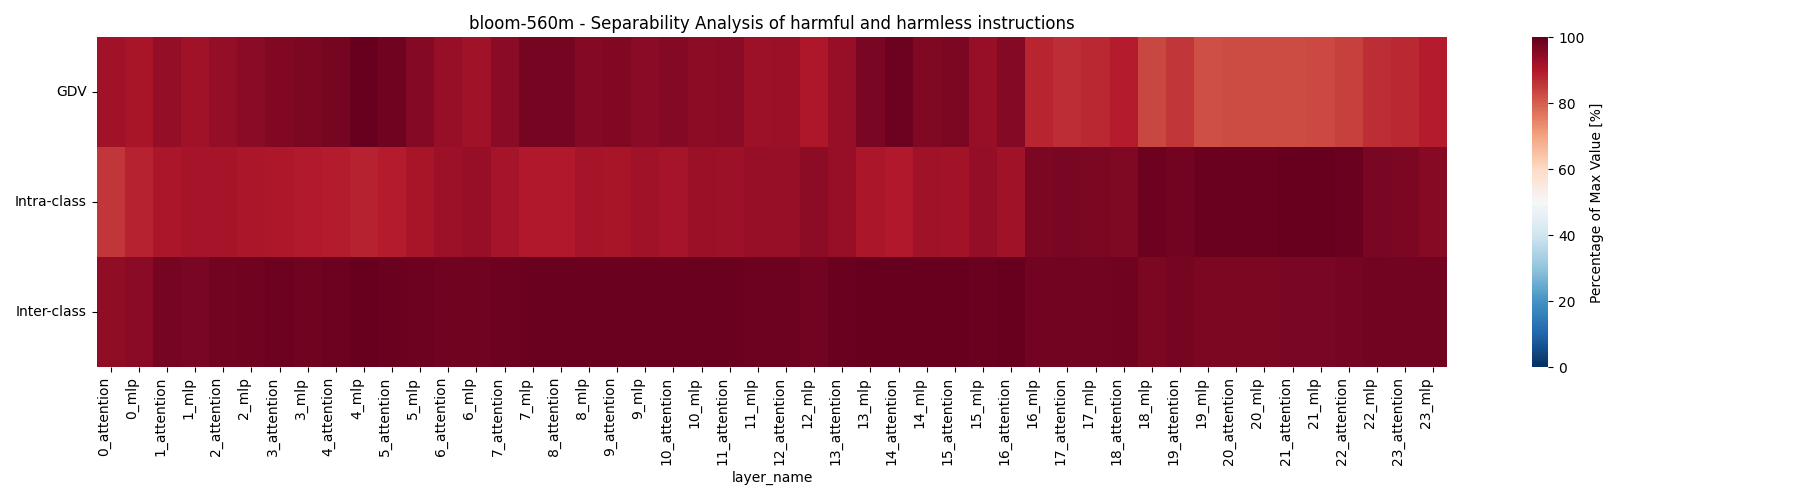 bloom-560m - Separability Analysis of harmful and harmless instructions
GDV
Intra-class
Inter-class
0_attention
0_mlp
1_attention
1_mlp
2_attention
2_mlp
3_attention
3_mlp
4_attention
4_mlp
5_attention
5_mlp
6_attention
6_mlp
7_attention
7_mlp
8_attention
8_mlp
9_attention
9_mlp
10_attention
10_mlp
11_attention
11_mlp
12_attention
12_mlp
13_attention
13_mlp
14_attention
14_mlp
15_attention
15_mlp
16_attention
16_mlp
17_attention
17_mlp
18_attention
18_mlp
19_attention
19_mlp
20_attention
20_mlp
21_attention
21_mlp
22_attention
22_mlp
23_attention
23_mlp
layer_name
100
80
60
40
20
0
Percentage of Max Value [%]